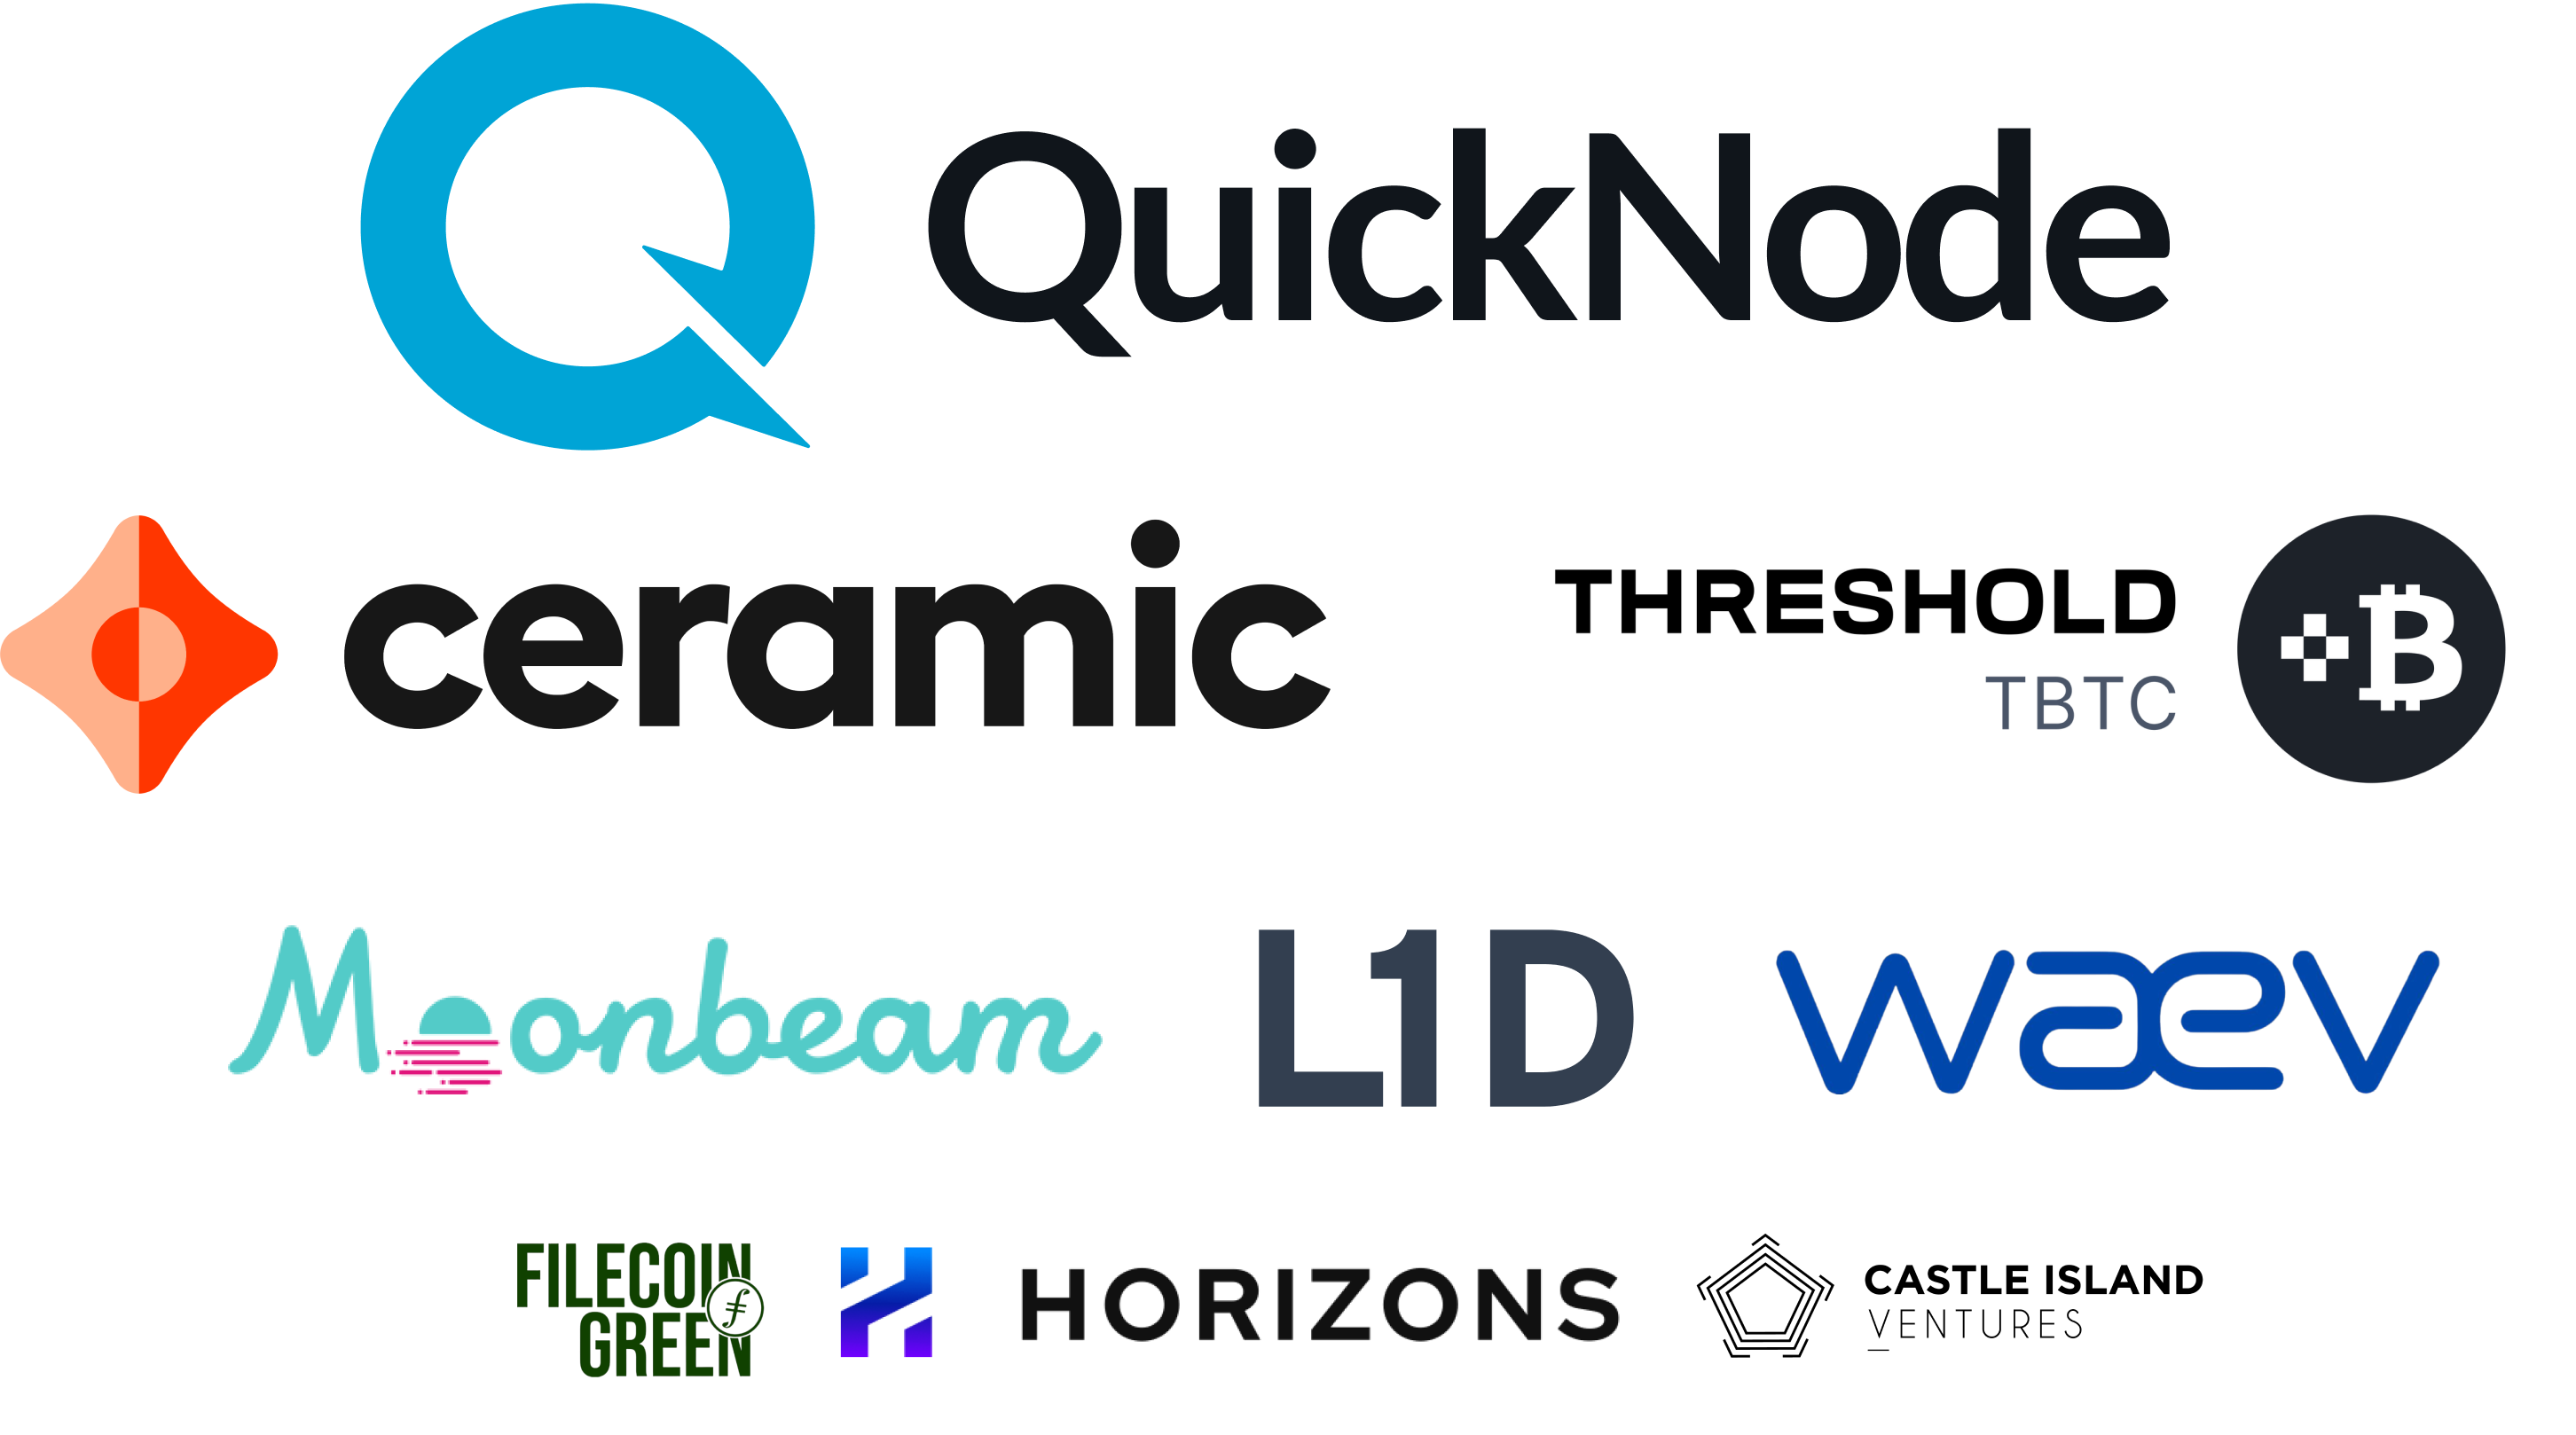 QuickNode
ceramic
THRESHOLD
TBTC
Moonbeam
L1D
waev
FILECOIN
GREEN
HORIZONS
CASTLE ISLAND
VENTURES